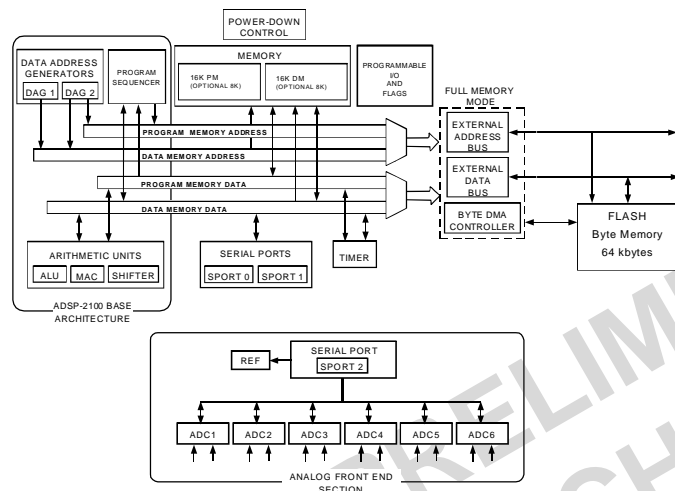 POWER-DOWN
CONTROL
DATA ADDRESS
GENERATORS
DAG 1
DAG 2
PROGRAM
SEQUENCER
MEMORY
16K PM
(OPTIONAL 8K)
16K DM
(OPTIONAL 8K)
PROGRAMMABLE
I/O
AND
FLAGS
FULL MEMORY
MODE
PROGRAM MEMORY ADDRESS
DATA MEMORY ADDRESS
PROGRAM MEMORY DATA
DATA MEMORY DATA
EXTERNAL
ADDRESS
BUS
EXTERNAL
DATA
BUS
BYTE DMA
CONTROLLER
FLASH
Byte Memory
64 kbytes
ARITHMETIC UNITS
ALU
MAC
SHIFTER
SERIAL PORTS
SPORT 0
SPORT 1
TIMER
ADSP-2100 BASE
ARCHITECTURE
REF
SERIAL PORT
SPORT 2
ADC1
ADC2
ADC3
ADC4
ADC5
ADC6
ANALOG FRONT END
SECTION
PRELIM
CH